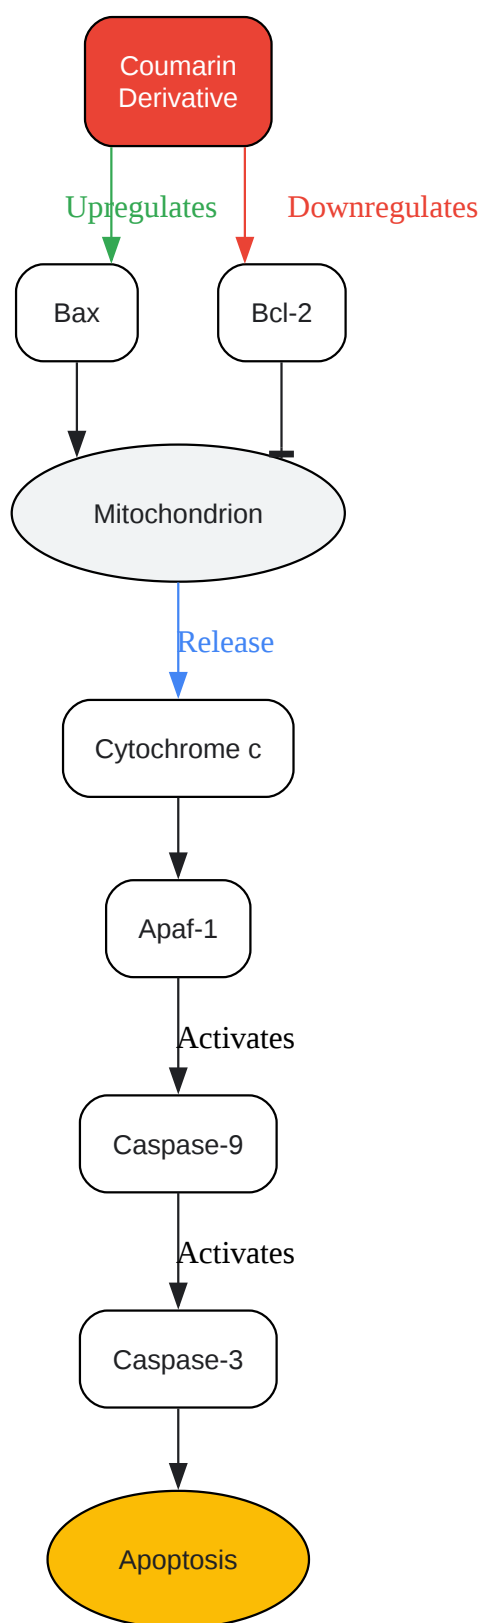 Coumarin
Derivative
Upregulates
Downregulates
Bax
Bcl-2
Mitochondrion
Release
Cytochrome c
Apaf-1
Activates
Caspase-9
Activates
Caspase-3
Apoptosis